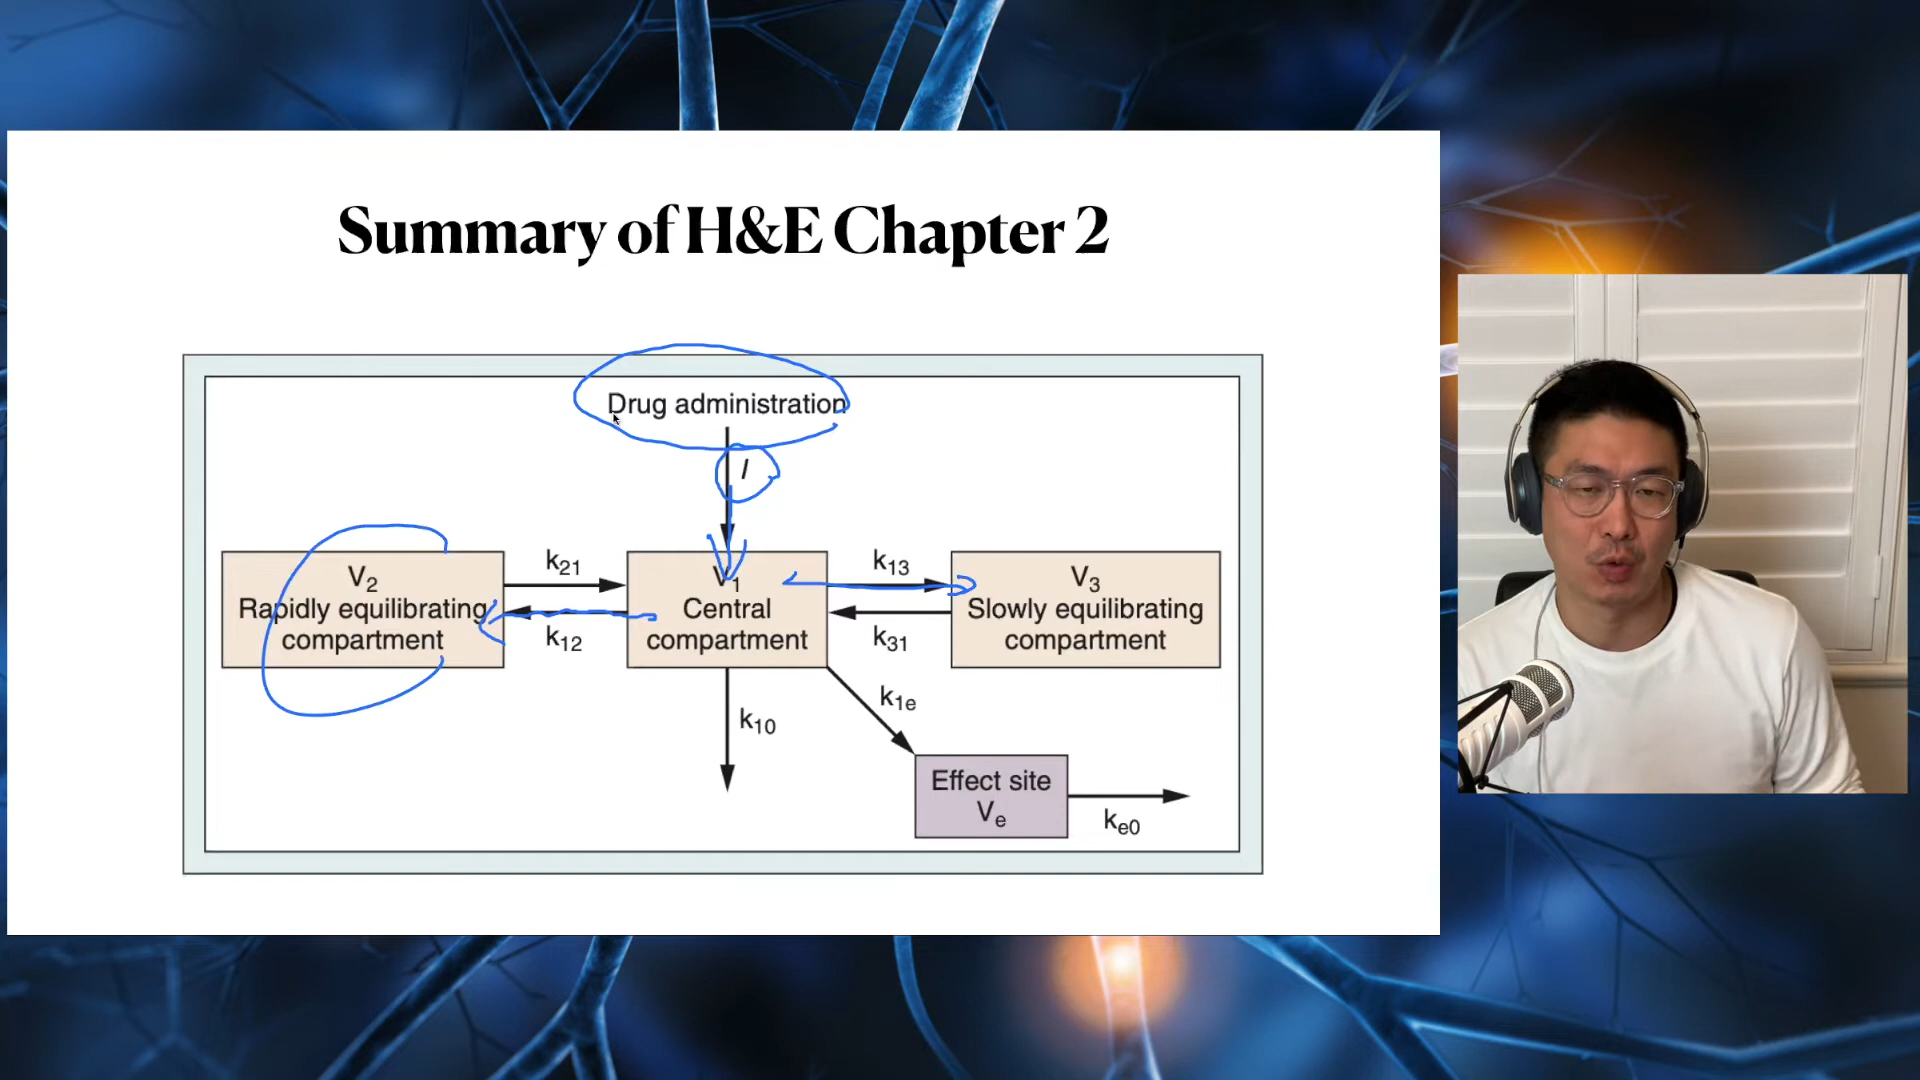 Summary of H&E Chapter 2
Drug administration
I
V2
Rapidly equilibrating
compartment
k21
k12
V1
Central
compartment
k13
k31
V3
Slowly equilibrating
compartment
k10
k1e
Effect site
Ve
ke0